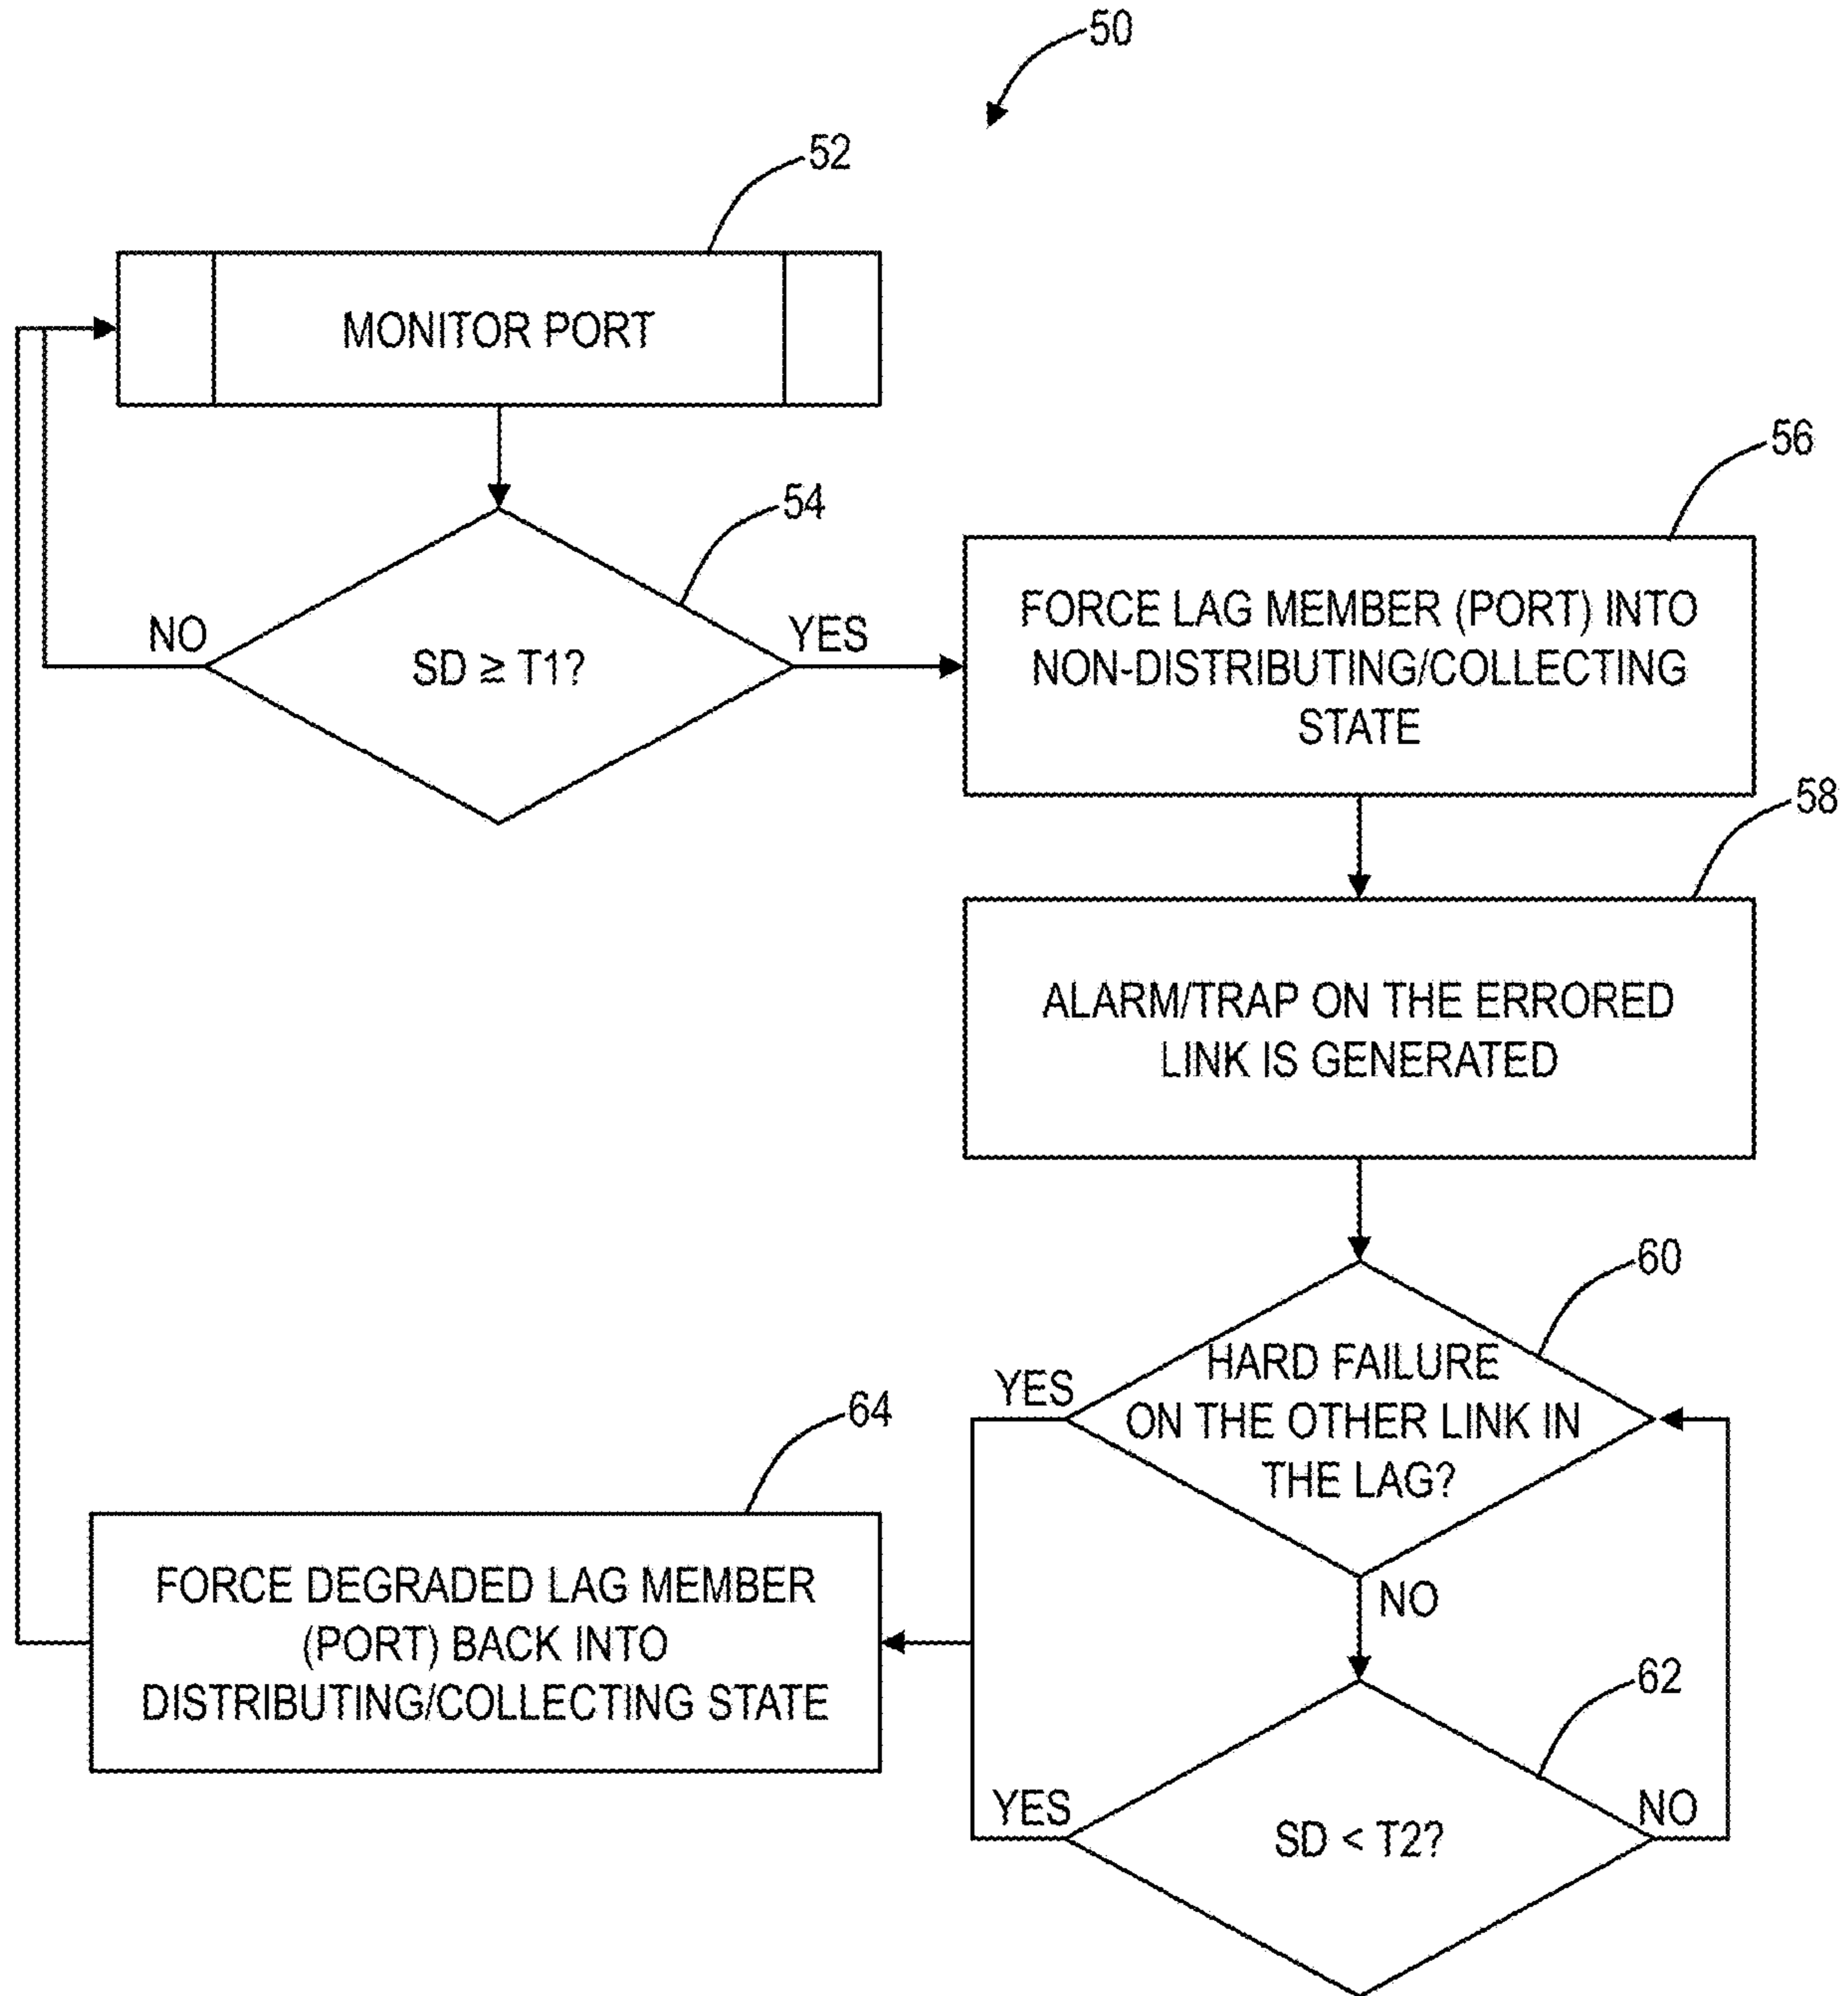 50
52
MONITOR PORT
54
NO
YES
SD ≧ T1?
56
FORCE LAG MEMBER (PORT) INTO
NON-DISTRIBUTING/COLLECTING
STATE
58
ALARM/TRAP ON THE ERRORED
LINK IS GENERATED
60
HARD FAILURE
ON THE OTHER LINK IN
THE LAG?
YES
NO
64
FORCE DEGRADED LAG MEMBER
(PORT) BACK INTO
DISTRIBUTING/COLLECTING STATE
62
YES
NO
SD < T2?